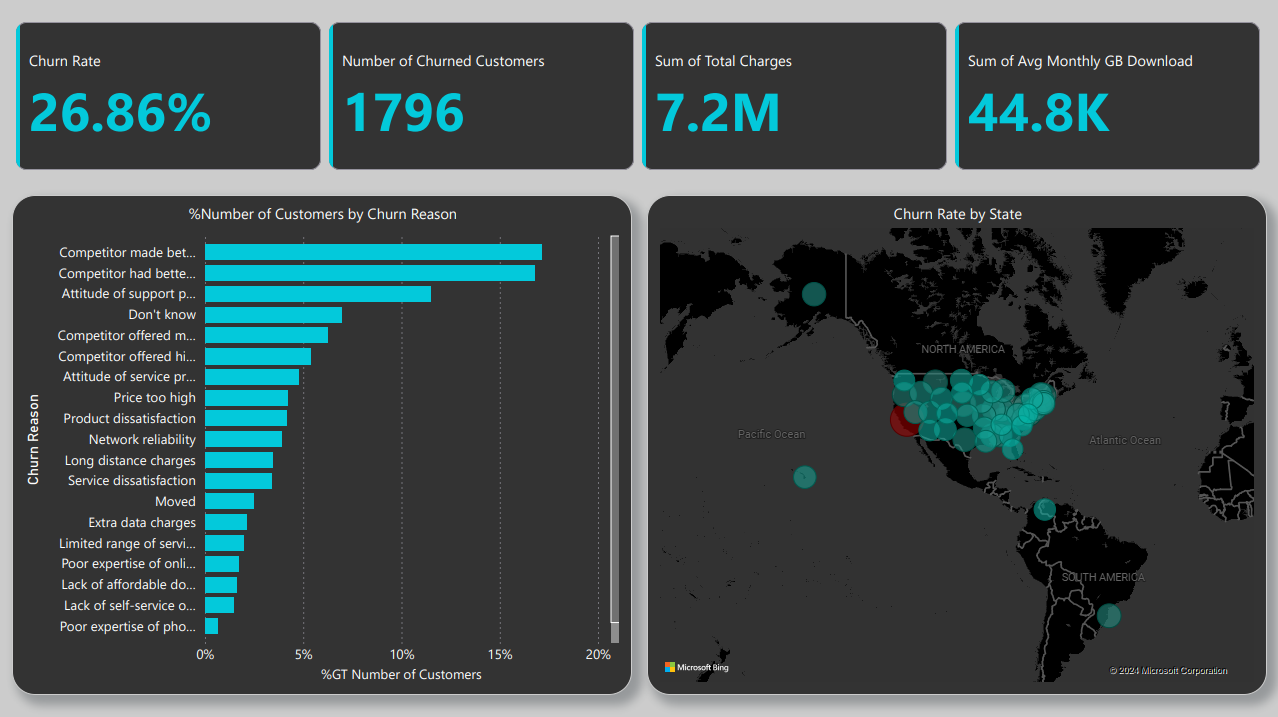 Churn Rate
26.86%
Number of Churned Customers
1796
Sum of Total Charges
7.2M
Sum of Avg Monthly GB Download
44.8K
%Number of Customers by Churn Reason
Churn Reason
Competitor made bet...
Competitor had bette...
Attitude of support p...
Don't know
Competitor offered m...
Competitor offered hi...
Attitude of service pr...
Price too high
Product dissatisfaction
Network reliability
Long distance charges
Service dissatisfaction
Moved
Extra data charges
Limited range of servi...
Poor expertise of onli...
Lack of affordable do...
Lack of self-service o...
Poor expertise of pho...
0% 5% 10% 15% 20%
%GT Number of Customers
Churn Rate by State
NORTH AMERICA
Pacific Ocean
Atlantic Ocean
SOUTH AMERICA
Microsoft Bing
© 2024 Microsoft Corporation